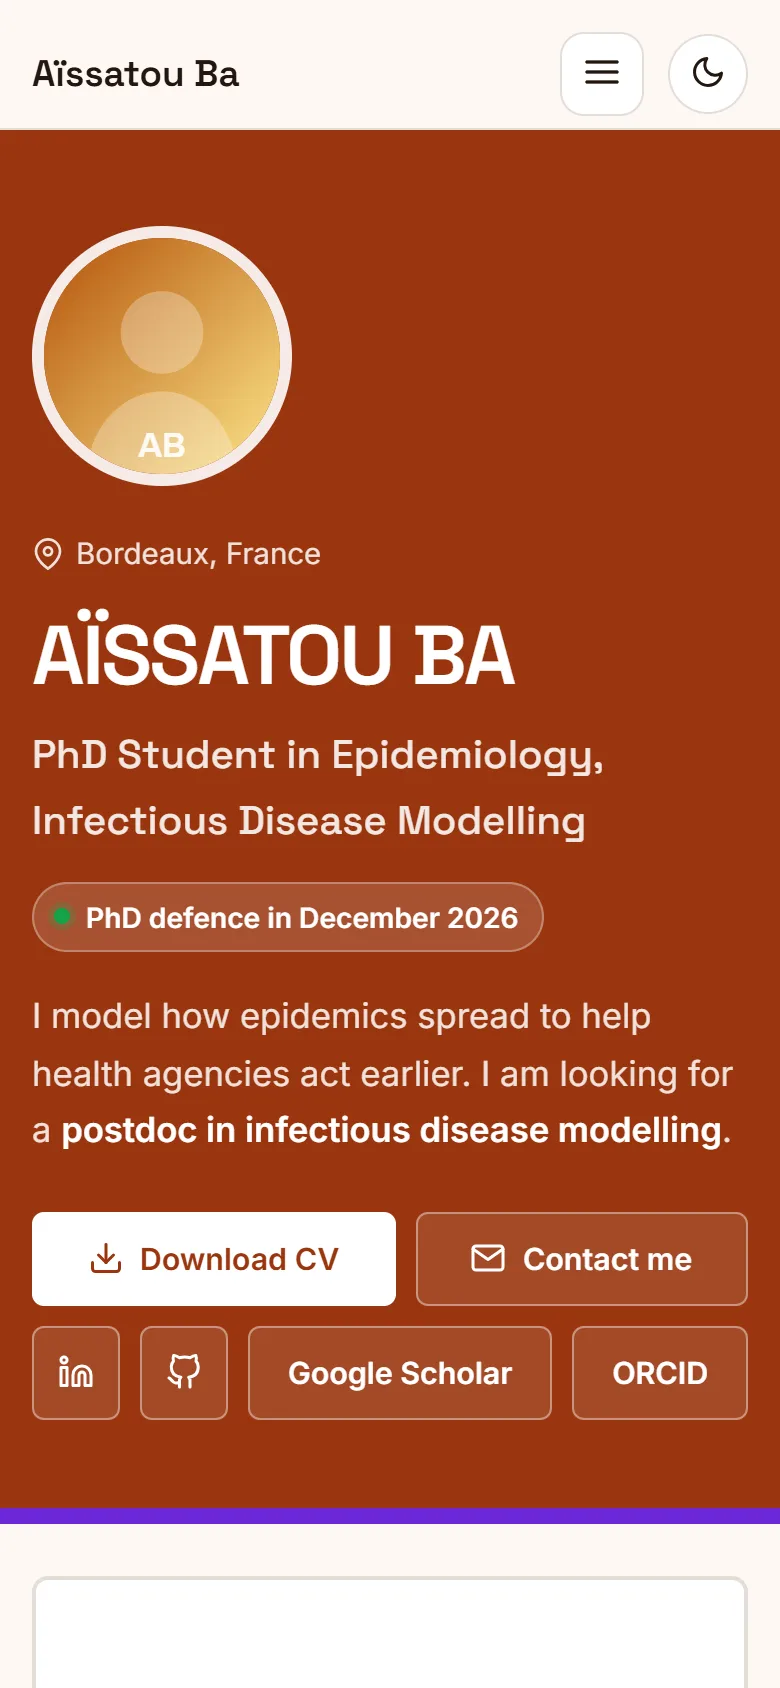 Aïssatou Ba
AB
Bordeaux, France
AÏSSATOU BA
PhD Student in Epidemiology,
Infectious Disease Modelling
PhD defence in December 2026
I model how epidemics spread to help
health agencies act earlier. I am looking for
a postdoc in infectious disease modelling.
Download CV
Contact me
Google Scholar
ORCID